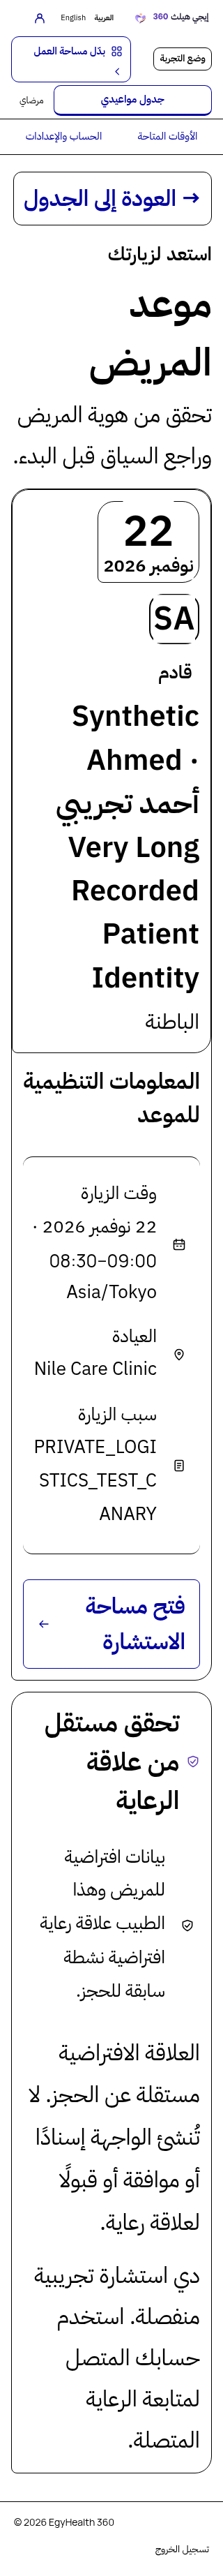 إيجي هيلث 360
العربية English
وضع التجربة
بدّل مساحة العمل
جدول مواعيدي
مرضاي
الأوقات المتاحة
الحساب والإعدادات
→ العودة إلى الجدول
استعد لزيارتك
موعد
المريض
تحقق من هوية المريض
وراجع السياق قبل البدء.
22
نوفمبر 2026
SA
قادم
Synthetic
Ahmed ·
أحمد تجريبي
Very Long
Recorded
Patient
Identity
الباطنة
المعلومات التنظيمية
للموعد
وقت الزيارة
22 نوفمبر 2026 ·
08:30–09:00
Asia/Tokyo
العيادة
Nile Care Clinic
سبب الزيارة
PRIVATE_LOGI
STICS_TEST_C
ANARY
فتح مساحة
الاستشارة
تحقق مستقل
من علاقة
الرعاية
بيانات افتراضية
للمريض وهذا
الطبيب علاقة رعاية
افتراضية نشطة
سابقة للحجز.
العلاقة الافتراضية
مستقلة عن الحجز. لا
تُنشئ الواجهة إسنادًا
أو موافقة أو قبولًا
لعلاقة رعاية.
دي استشارة تجريبية
منفصلة. استخدم
حسابك المتصل
لمتابعة الرعاية
المتصلة.
© 2026 EgyHealth 360
تسجيل الخروج